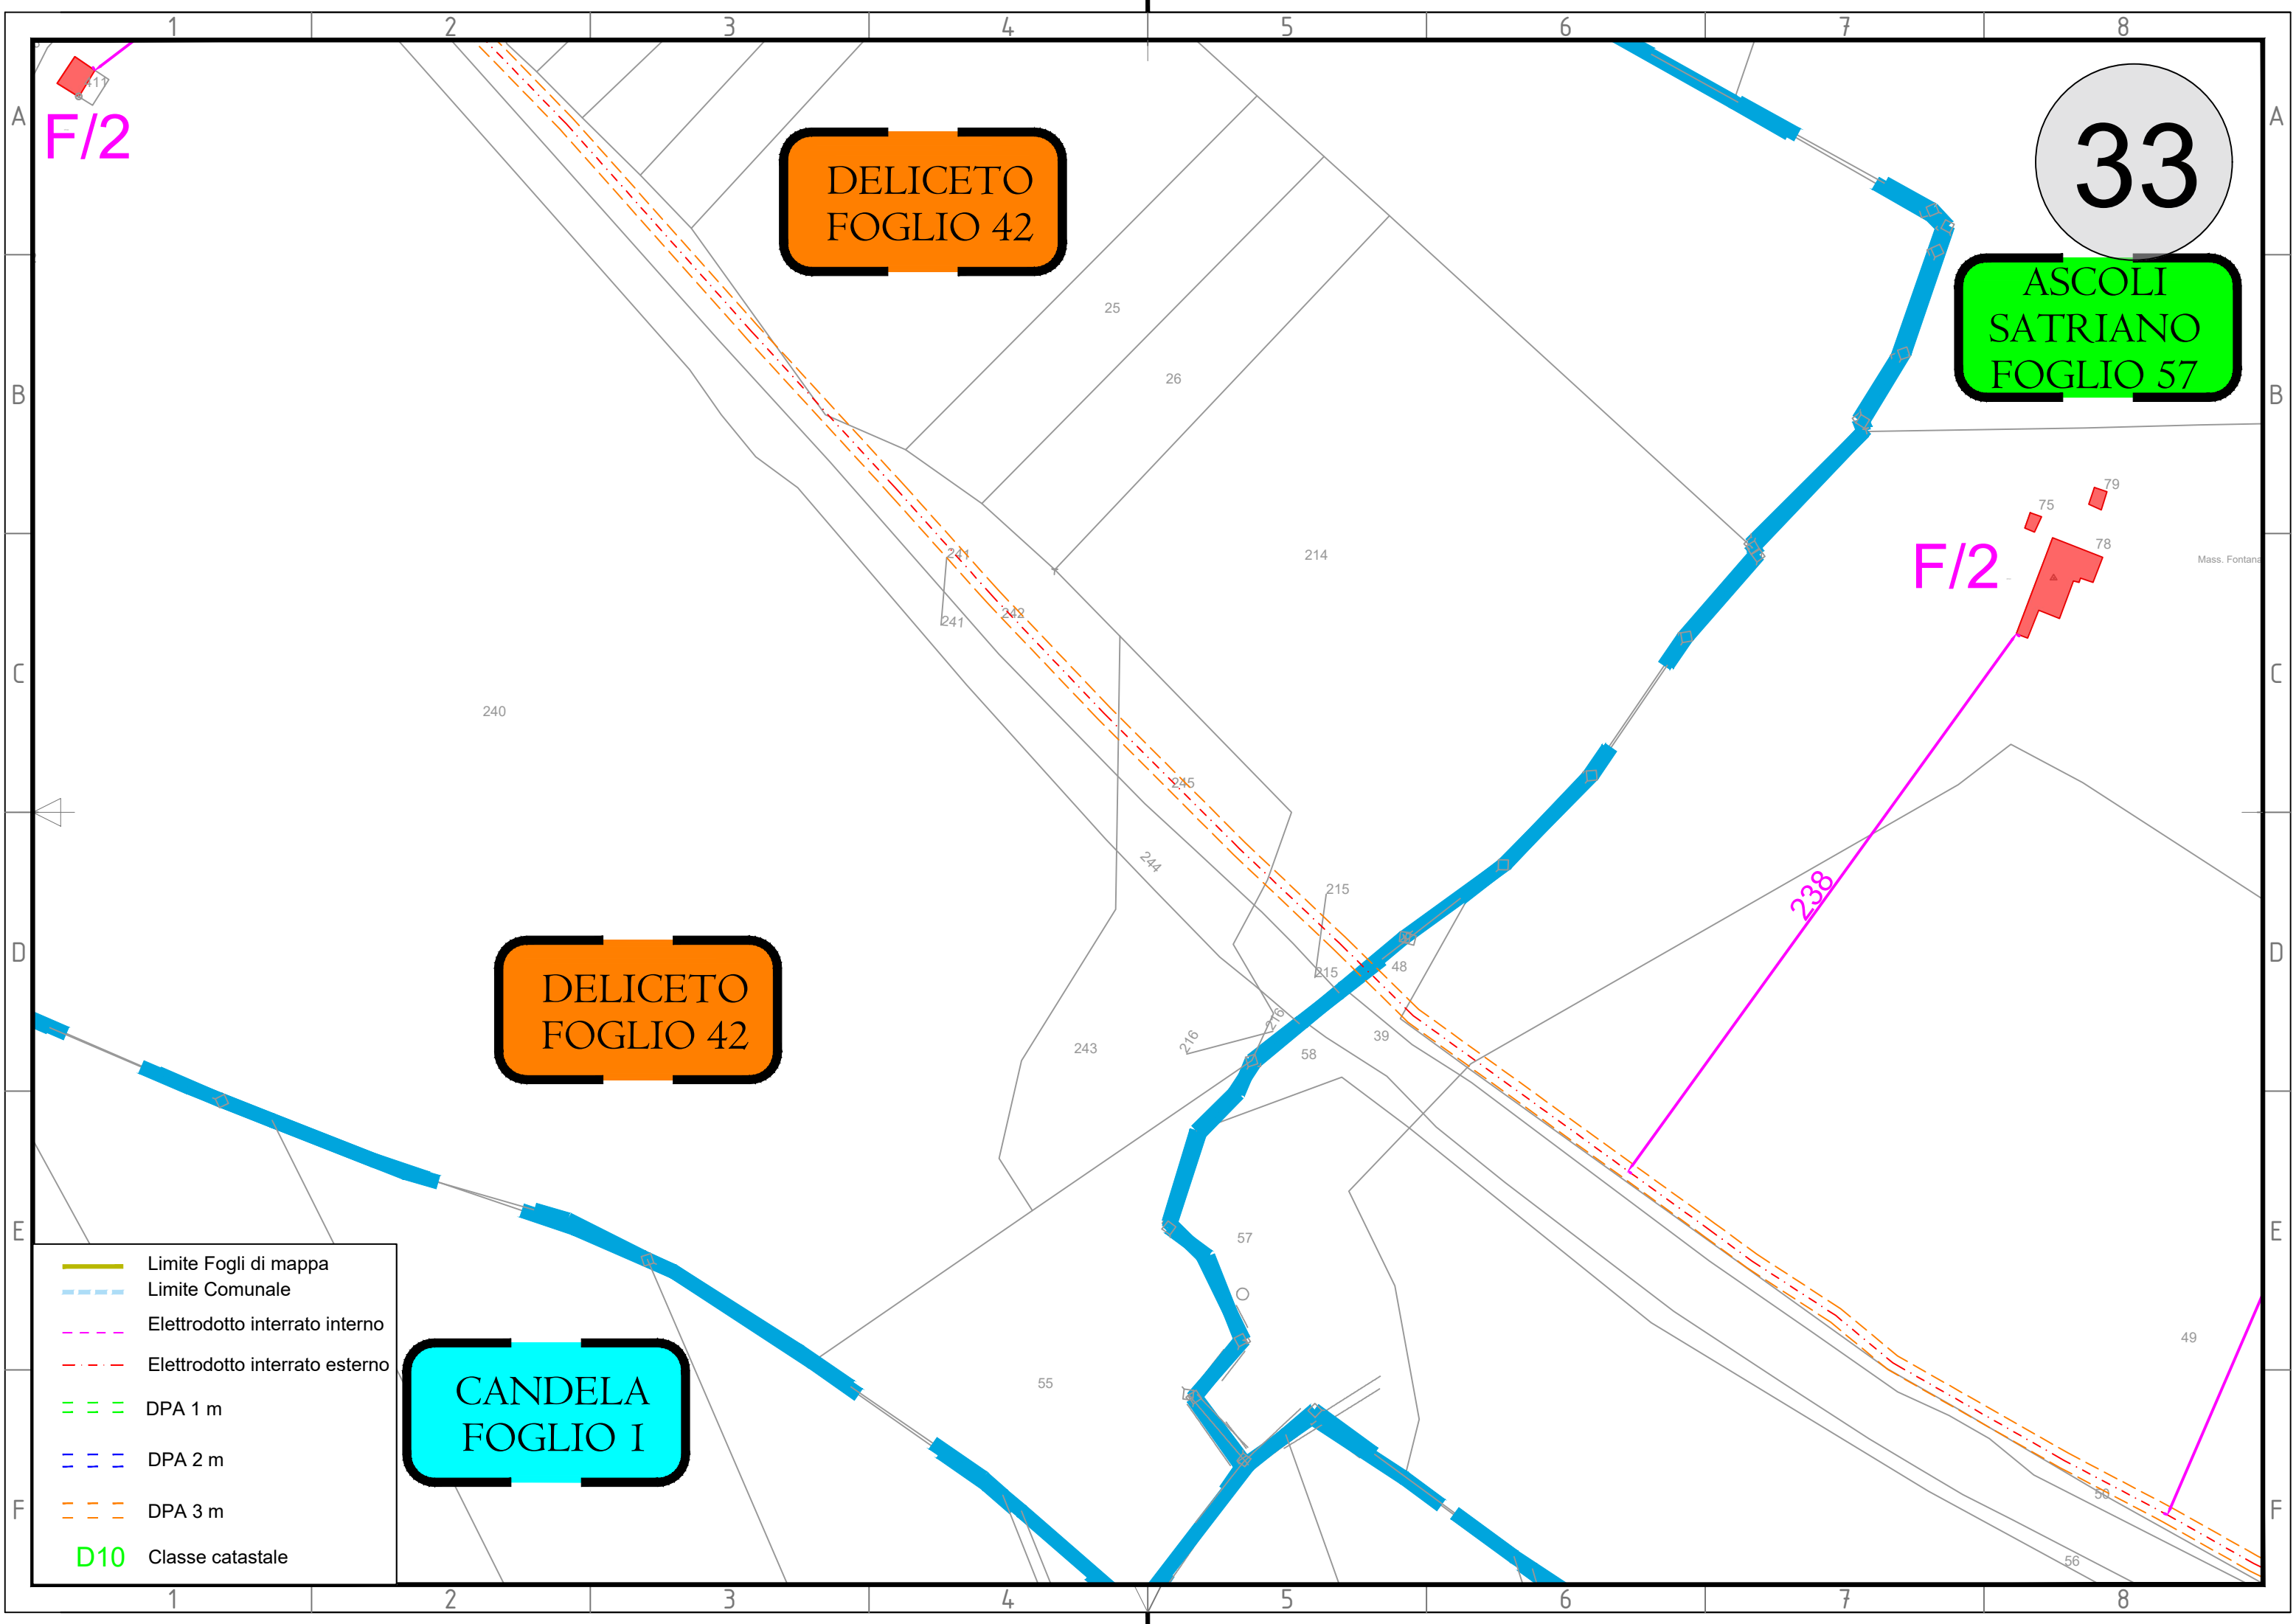 1 2 3 4 5 6 7 8
A
A
411
F/2
DELICETO
FOGLIO 42
33
ASCOLI
SATRIANO
FOGLIO 57
25
26
B
B
79
75
78
F/2
Mass. Fontana
241
214
242
241
C
C
240
245
244
238
215
215
48
D
D
DELICETO
FOGLIO 42
216
216
243
58
39
57
E
E
Limite Fogli di mappa
Limite Comunale
Elettrodotto interrato interno
Elettrodotto interrato esterno
DPA 1 m
DPA 2 m
DPA 3 m
D10 Classe catastale
49
CANDELA
FOGLIO 1
55
50
F
F
56
1 2 3 4 5 6 7 8